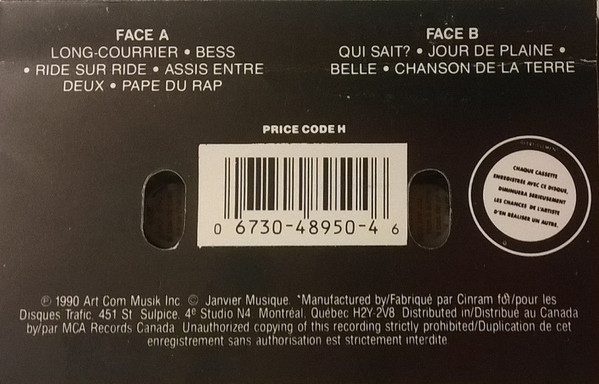 FACE A
LONG-COURRIER • BESS
• RIDE SUR RIDE • ASSIS ENTRE
DEUX • PAPE DU RAP
FACE B
QUI SAIT? • JOUR DE PLAINE •
BELLE • CHANSON DE LA TERRE
PRICE CODE H
0 6730-48950-4 6
CHAQUE CASSETTE
ENREGISTRÉE AVEC CE DISQUE,
DIMINUERA SÉRIEUSEMENT
LES CHANCES DE L'ARTISTE
D'EN RÉALISER UN AUTRE.
℗ 1990 Art Com Musik Inc © Janvier Musique. *Manufactured by/Fabriqué par Cinram for/pour les
Disques Trafic, 451 St. Sulpice, 4e Studio N4 Montréal, Québec H2Y-2V8 Distributed in/Distribué au Canada
by/par MCA Records Canada. Unauthorized copying of this recording strictly prohibited/Duplication de cet
enregistrement sans authorisation est strictement interdite.